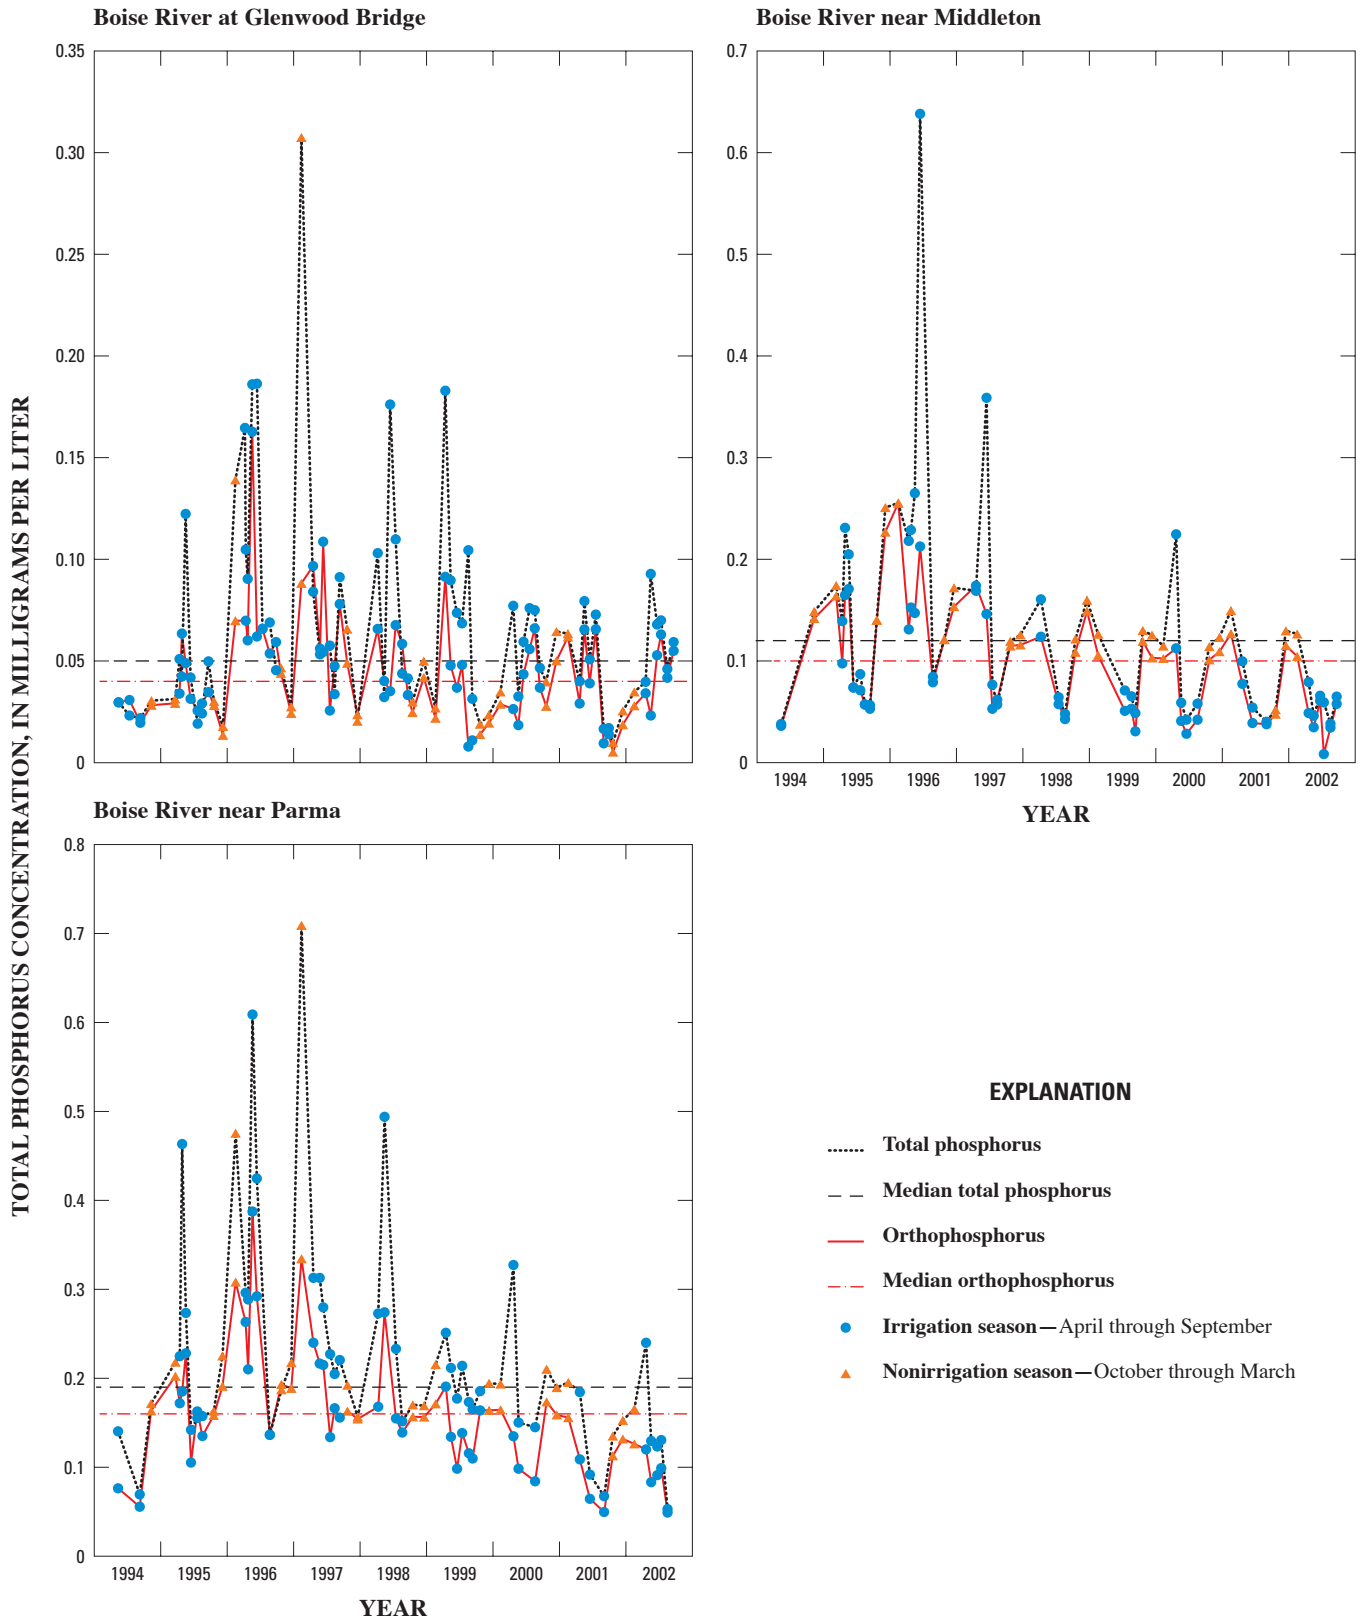 Boise River at Glenwood Bridge
Boise River near Middleton
TOTAL PHOSPHORUS CONCENTRATION, IN MILLIGRAMS PER LITER
0.35
0.30
0.25
0.20
0.15
0.10
0.05
0
0.7
0.6
0.5
0.4
0.3
0.2
0.1
0
1994 1995 1996 1997 1998 1999 2000 2001 2002
YEAR
Boise River near Parma
0.8
0.7
0.6
0.5
0.4
0.3
0.2
0.1
0
1994 1995 1996 1997 1998 1999 2000 2001 2002
YEAR
EXPLANATION
Total phosphorus
Median total phosphorus
Orthophosphorus
Median orthophosphorus
Irrigation season—April through September
Nonirrigation season—October through March